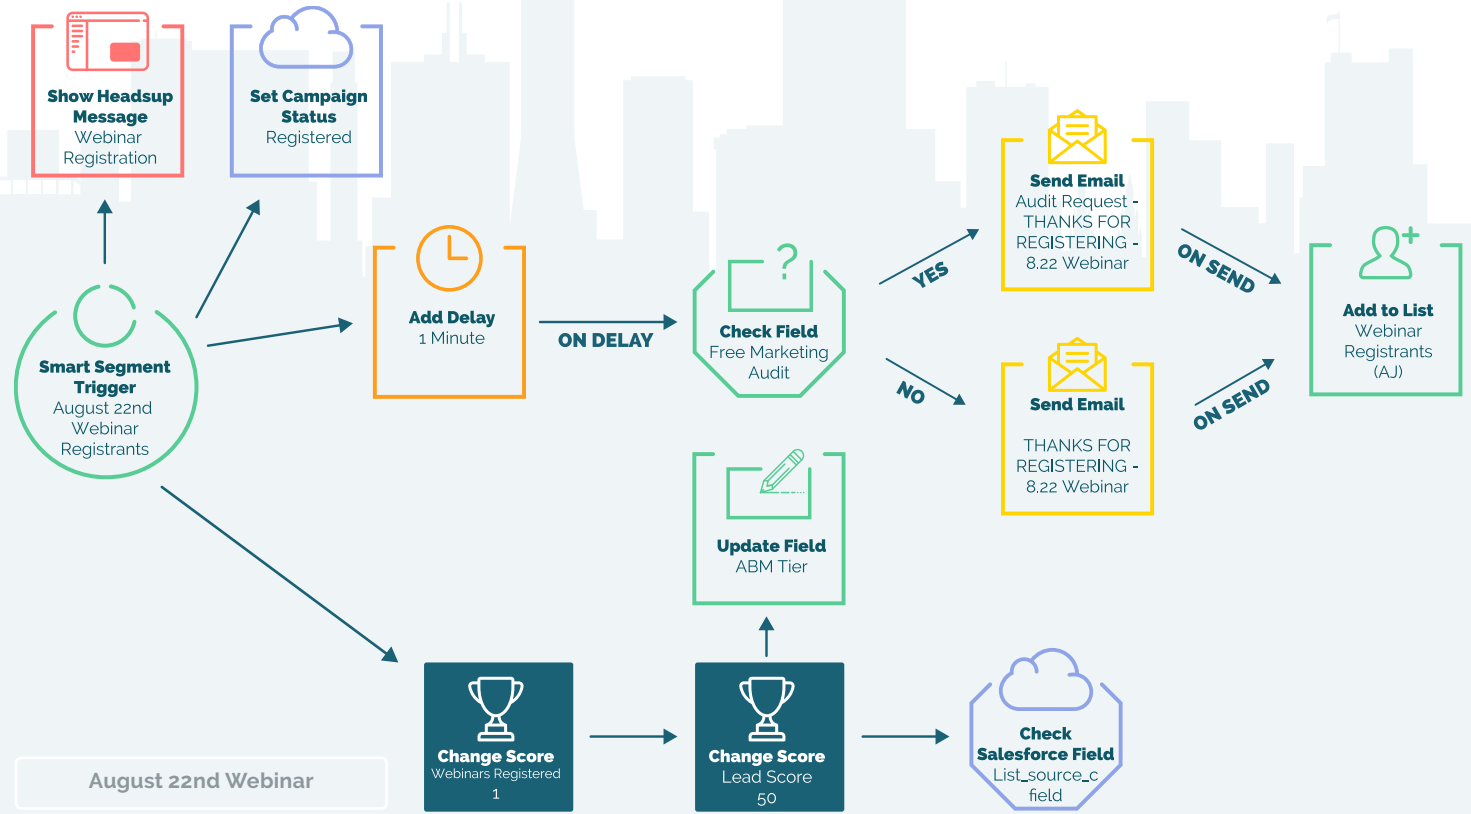 Show Headsup
Message
Webinar
Registration
Set Campaign
Status
Registered
Smart Segment
Trigger
August 22nd
Webinar
Registrants
Add Delay
1 Minute
ON DELAY
Check Field
Free Marketing
Audit
YES
NO
Send Email
Audit Request -
THANKS FOR
REGISTERING -
8.22 Webinar
ON SEND
Send Email
THANKS FOR
REGISTERING -
8.22 Webinar
ON SEND
Add to List
Webinar
Registrants
(AJ)
Update Field
ABM Tier
Change Score
Webinars Registered
1
Change Score
Lead Score
50
Check
Salesforce Field
List_source_c
field
August 22nd Webinar